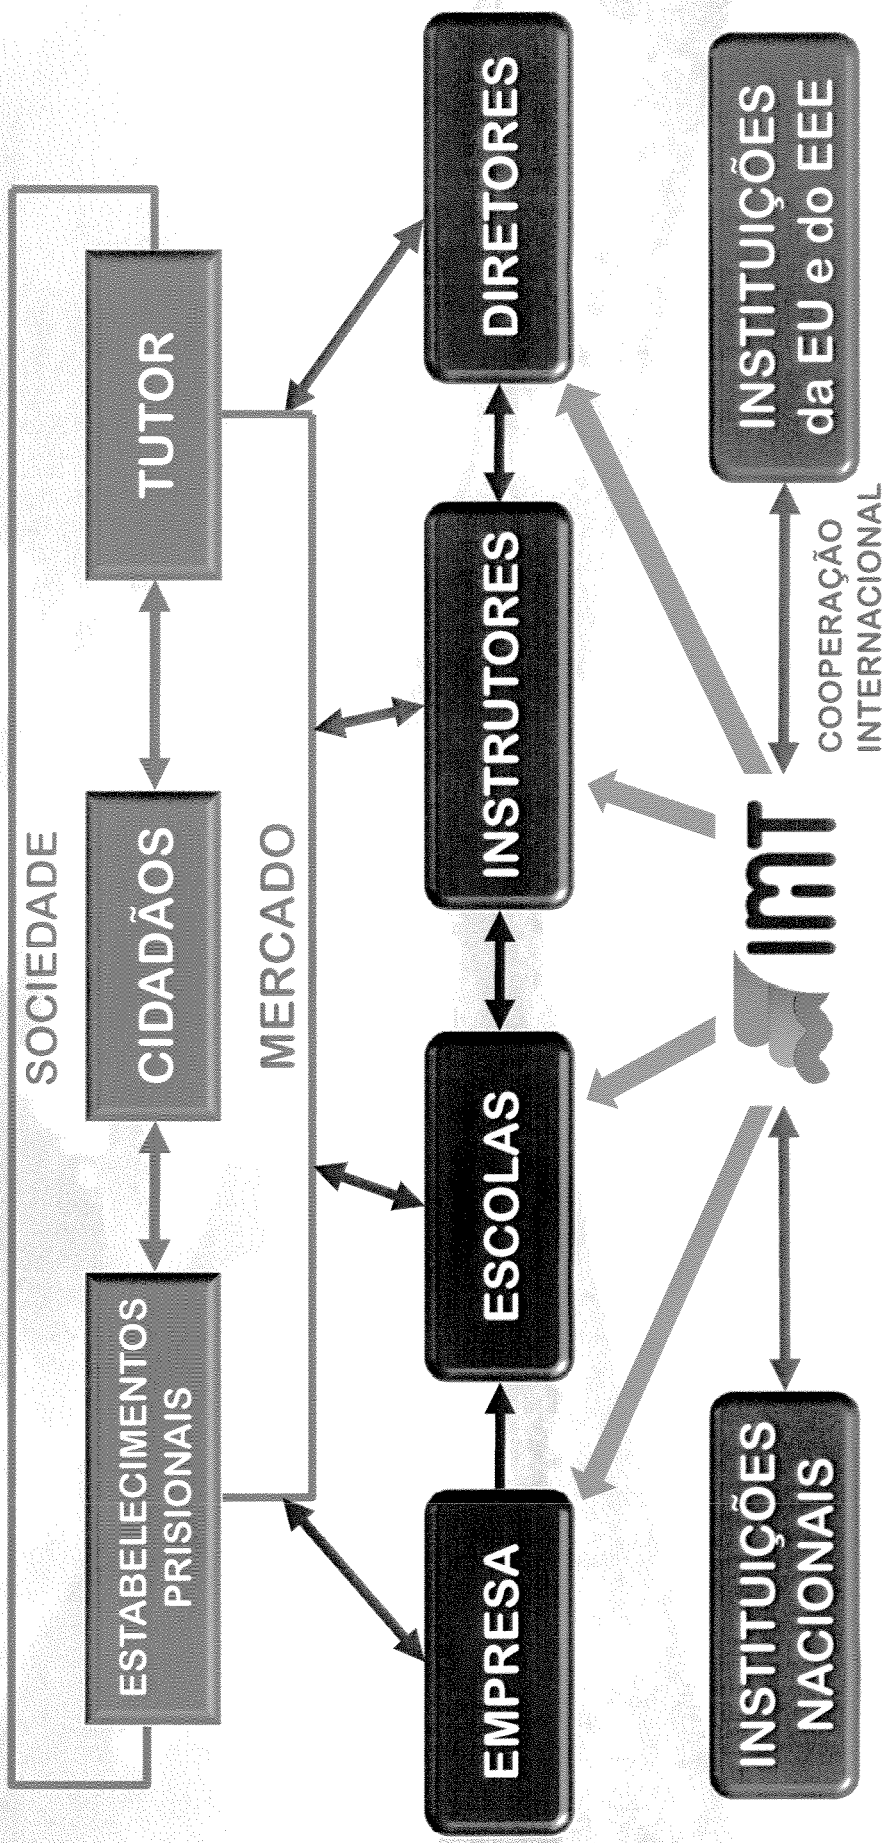 SOCIEDADE
ESTABELECIMENTOS
PRISIONAIS
CIDADÃOS
TUTOR
MERCADO
EMPRESA
ESCOLAS
INSTRUTORES
DIRETORES
INSTITUIÇÕES
NACIONAIS
IMT
COOPERAÇÃO
INTERNACIONAL
INSTITUIÇÕES
da EU e do EEE